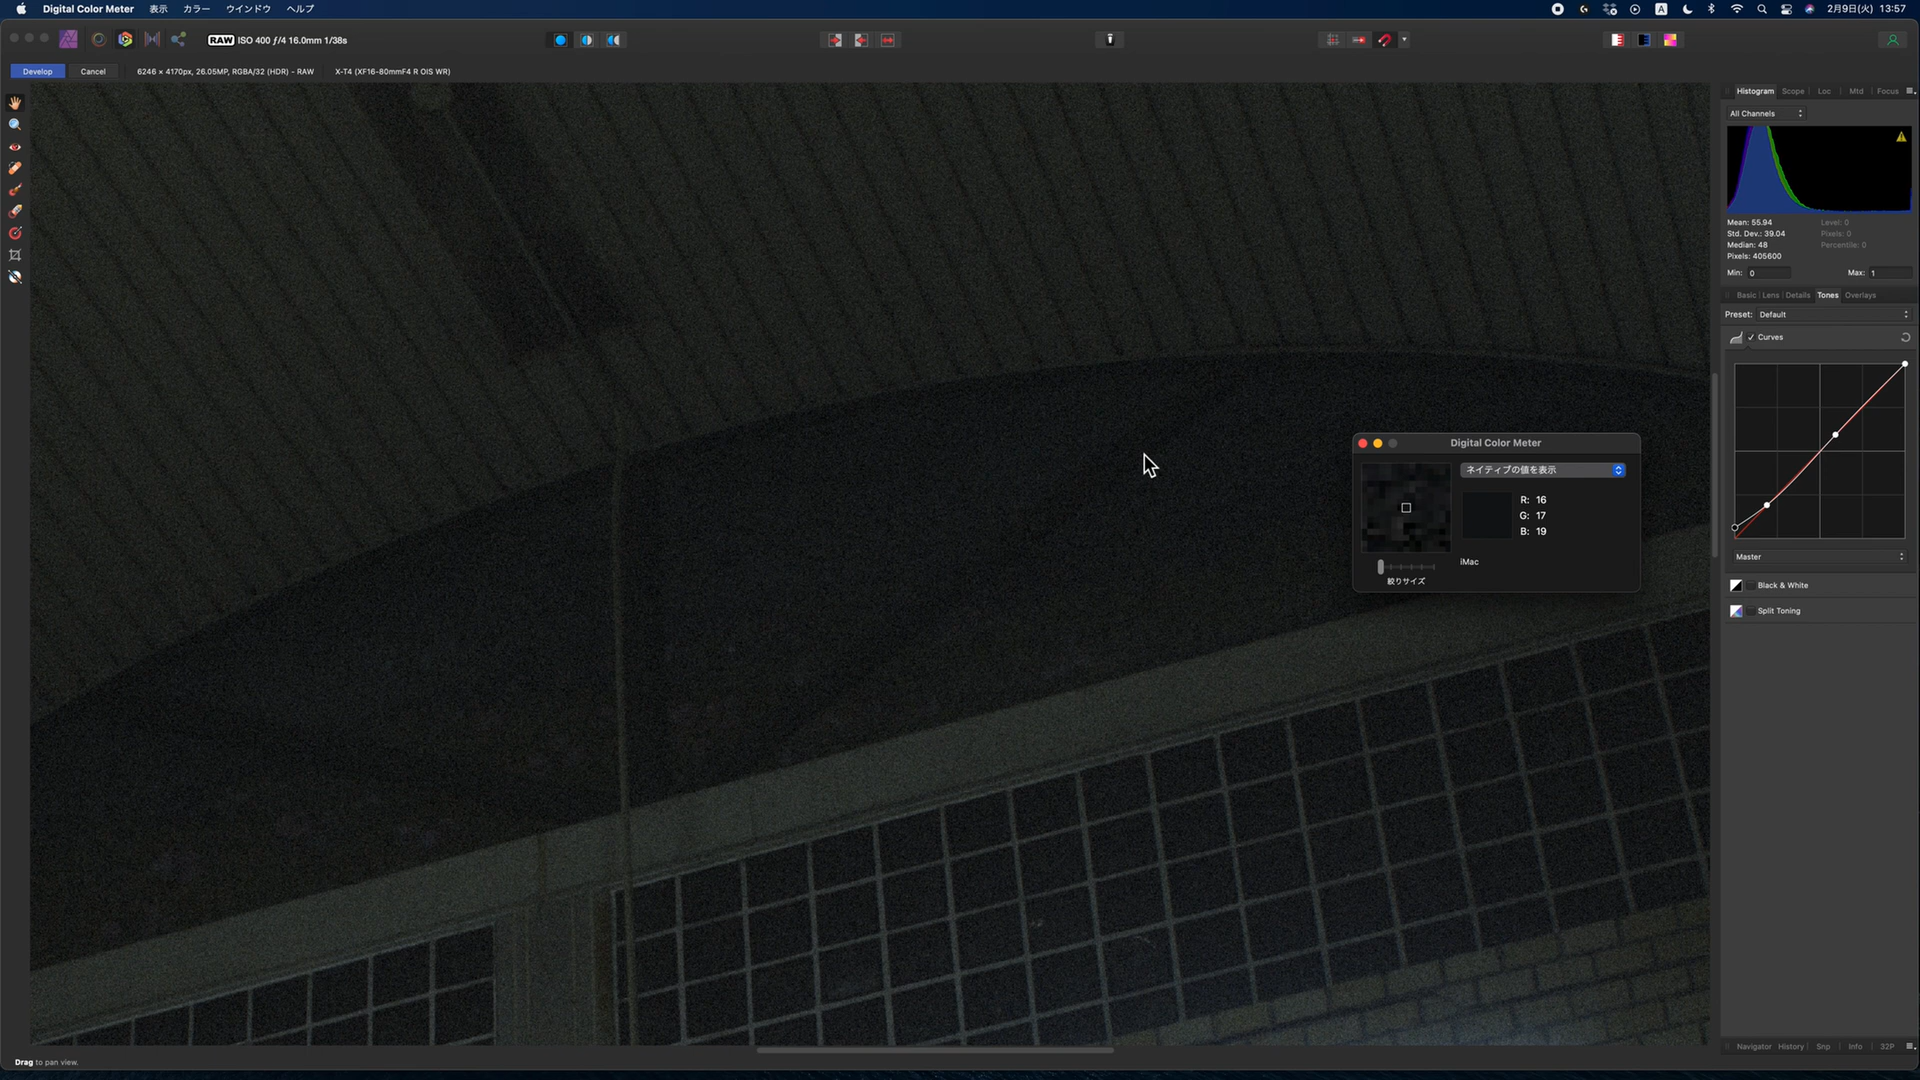 Digital Color Meter 表示 カラー ウインドウ ヘルプ A 2月9日(火) 13:57
RAW ISO 400 ƒ/4 16.0mm 1/38s
Develop Cancel 6246 × 4170px, 26.05MP, RGBA/32 (HDR) - RAW X-T4 (XF16-80mmF4 R OIS WR)
Histogram Scope Loc Mtd Focus
All Channels
Mean: 55.94 Level: 0
Std. Dev.: 39.04 Pixels: 0
Median: 48 Percentile: 0
Pixels: 405600
Min: 0 Max: 1
Basic Lens Details Tones Overlays
Preset: Default
Curves
Master
Black & White
Split Toning
Digital Color Meter
ネイティブの値を表示
R: 16
G: 17
B: 19
iMac
絞りサイズ
Navigator History Snp Info 32P
Drag to pan view.